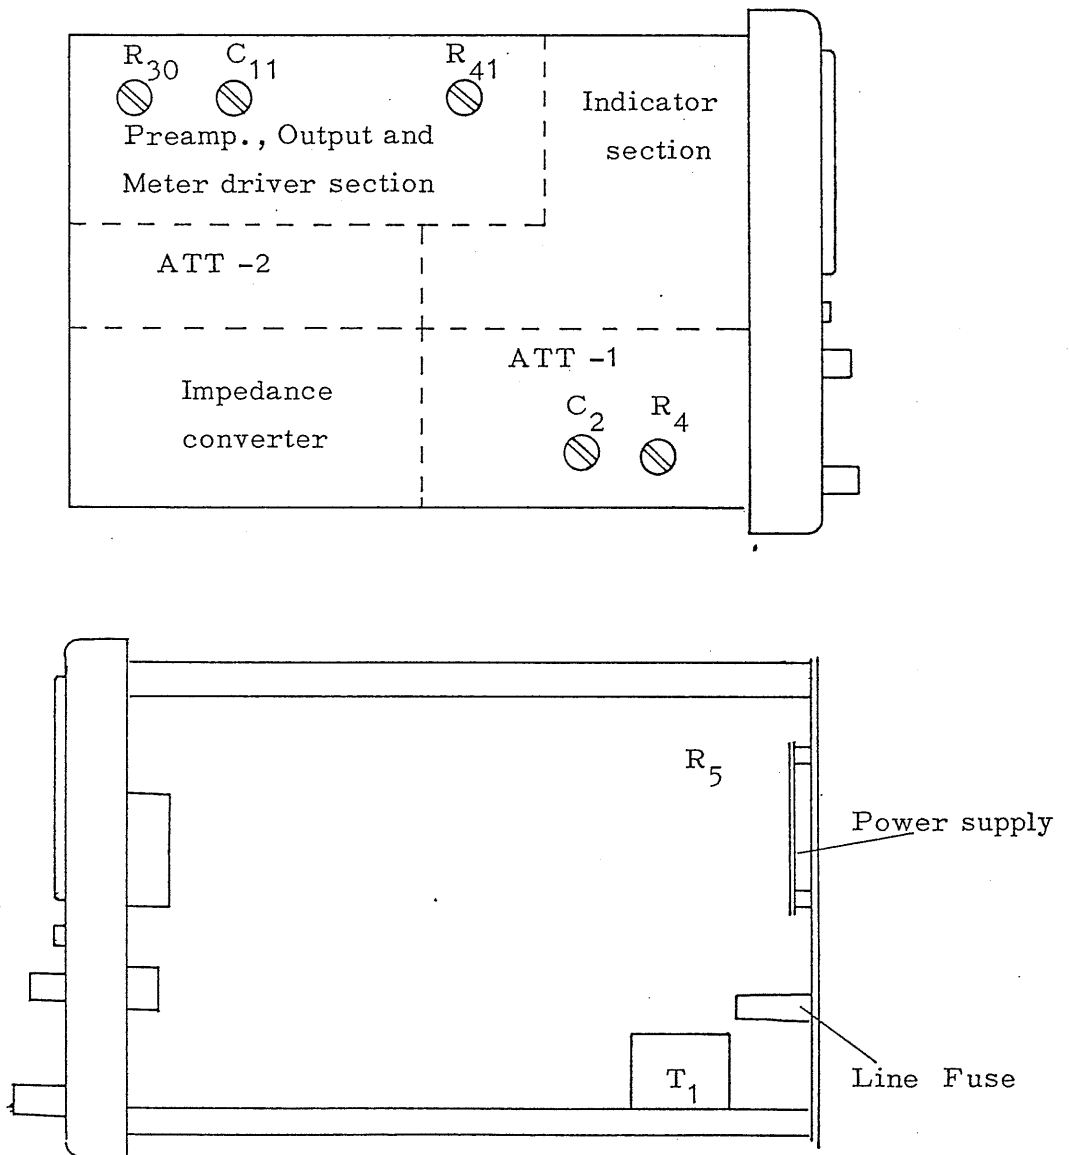 R30 C11 R41
Preamp., Output and
Meter driver section
Indicator
section
ATT -2
ATT -1
Impedance
converter
C2 R4
R5
Power supply
Line Fuse
T1